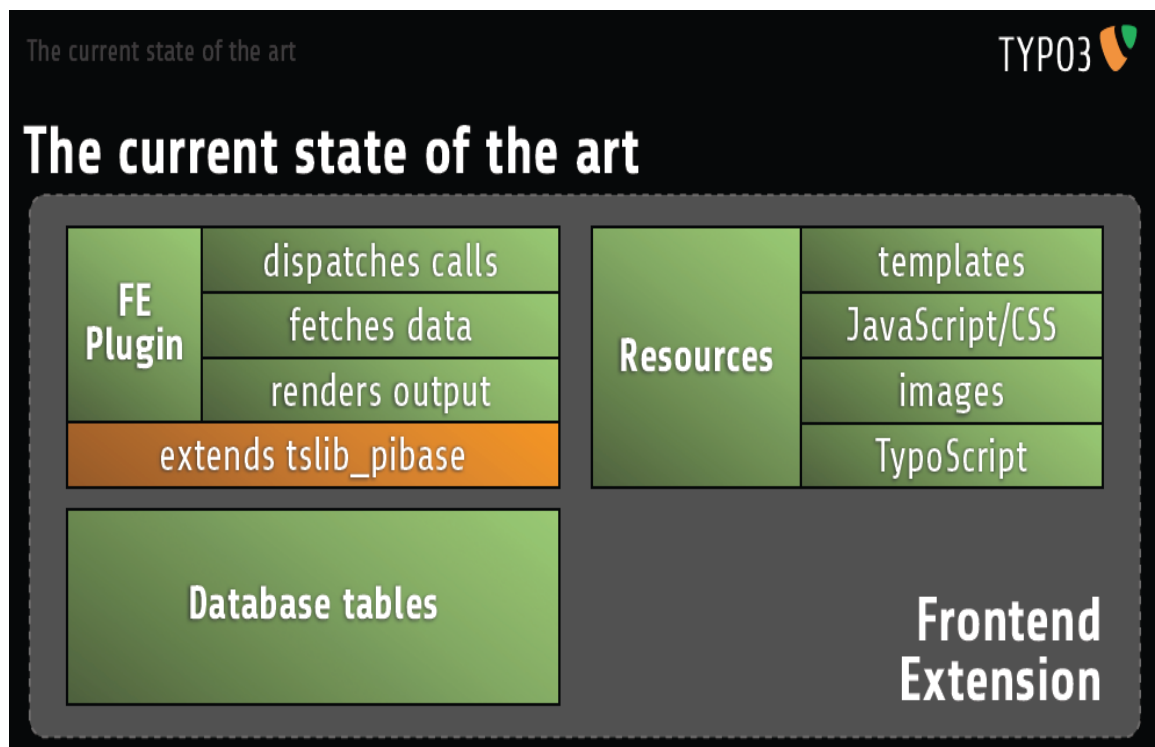 The current state of the art
TYPO3
The current state of the art
FE
Plugin
dispatches calls
fetches data
renders output
extends tslib_pibase
Resources
templates
JavaScript/CSS
images
TypoScript
Database tables
Frontend
Extension